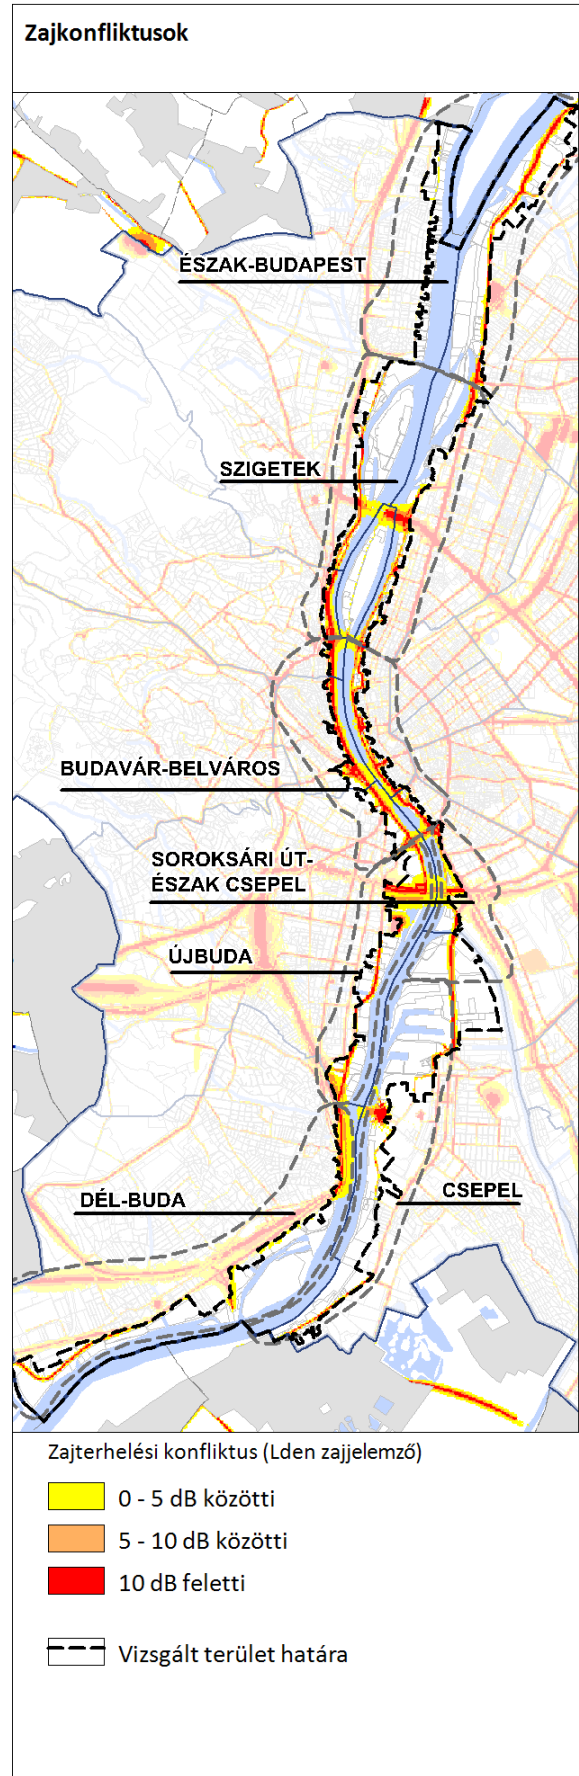 Zajkonfliktusok
ÉSZAK-BUDAPEST
SZIGETEK
BUDAVÁR-BELVÁROS
SOROKSÁRI ÚT-
ÉSZAK CSEPEL
ÚJBUDA
DÉL-BUDA
CSEPEL
Zajterhelési konfliktus (Lden zajjelemző)
0 - 5 dB közötti
5 - 10 dB közötti
10 dB feletti
Vizsgált terület határa